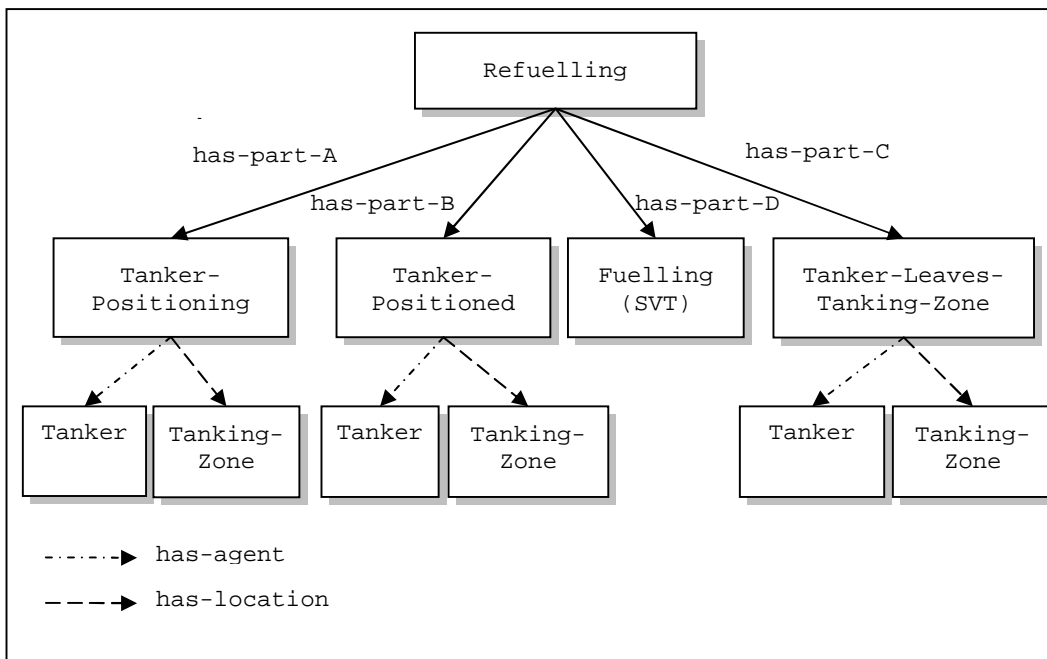 Refuelling
has-part-A
has-part-C
has-part-B
has-part-D
Tanker-
Positioning
Tanker-
Positioned
Fuelling
(SVT)
Tanker-Leaves-
Tanking-Zone
Tanker
Tanking-
Zone
Tanker
Tanking-
Zone
Tanker
Tanking-
Zone
has-agent
has-location